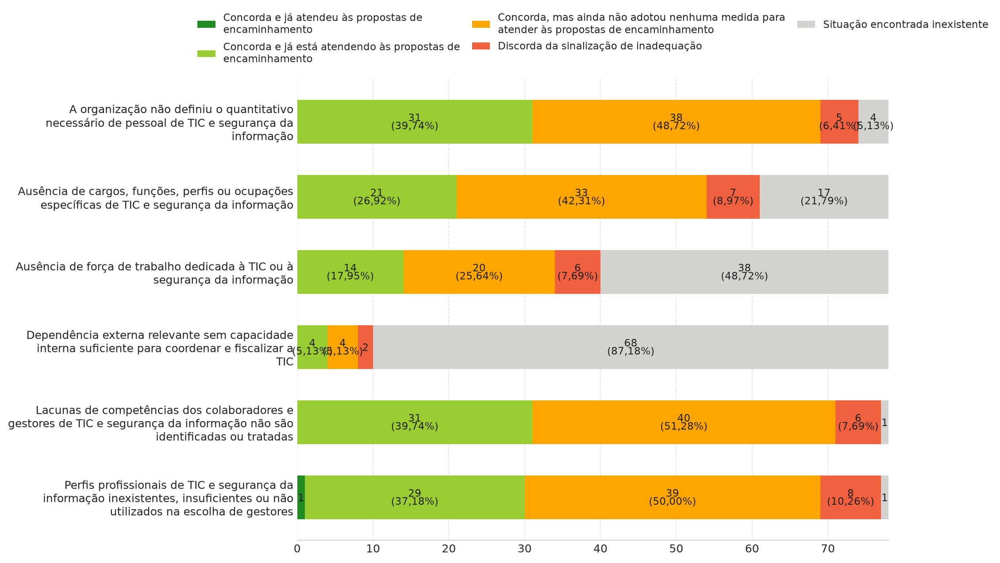 Concorda e já atendeu às propostas de
encaminhamento
Concorda e já está atendendo às propostas de
encaminhamento
Concorda, mas ainda não adotou nenhuma medida para
atender às propostas de encaminhamento
Discorda da sinalização de inadequação
Situação encontrada inexistente
A organização não definiu o quantitativo
necessário de pessoal de TIC e segurança da
informação
31
(39,74%)
38
(48,72%)
5
(6,41%)
4
(5,13%)
Ausência de cargos, funções, perfis ou ocupações
específicas de TIC e segurança da informação
21
(26,92%)
33
(42,31%)
7
(8,97%)
17
(21,79%)
Ausência de força de trabalho dedicada à TIC ou à
segurança da informação
14
(17,95%)
20
(25,64%)
6
(7,69%)
38
(48,72%)
Dependência externa relevante sem capacidade
interna suficiente para coordenar e fiscalizar a
TIC
4
(5,13%)
4
(5,13%)
2
68
(87,18%)
Lacunas de competências dos colaboradores e
gestores de TIC e segurança da informação não são
identificadas ou tratadas
31
(39,74%)
40
(51,28%)
6
(7,69%)
1
Perfis profissionais de TIC e segurança da
informação inexistentes, insuficientes ou não
utilizados na escolha de gestores
1
29
(37,18%)
39
(50,00%)
8
(10,26%)
1
0 10 20 30 40 50 60 70